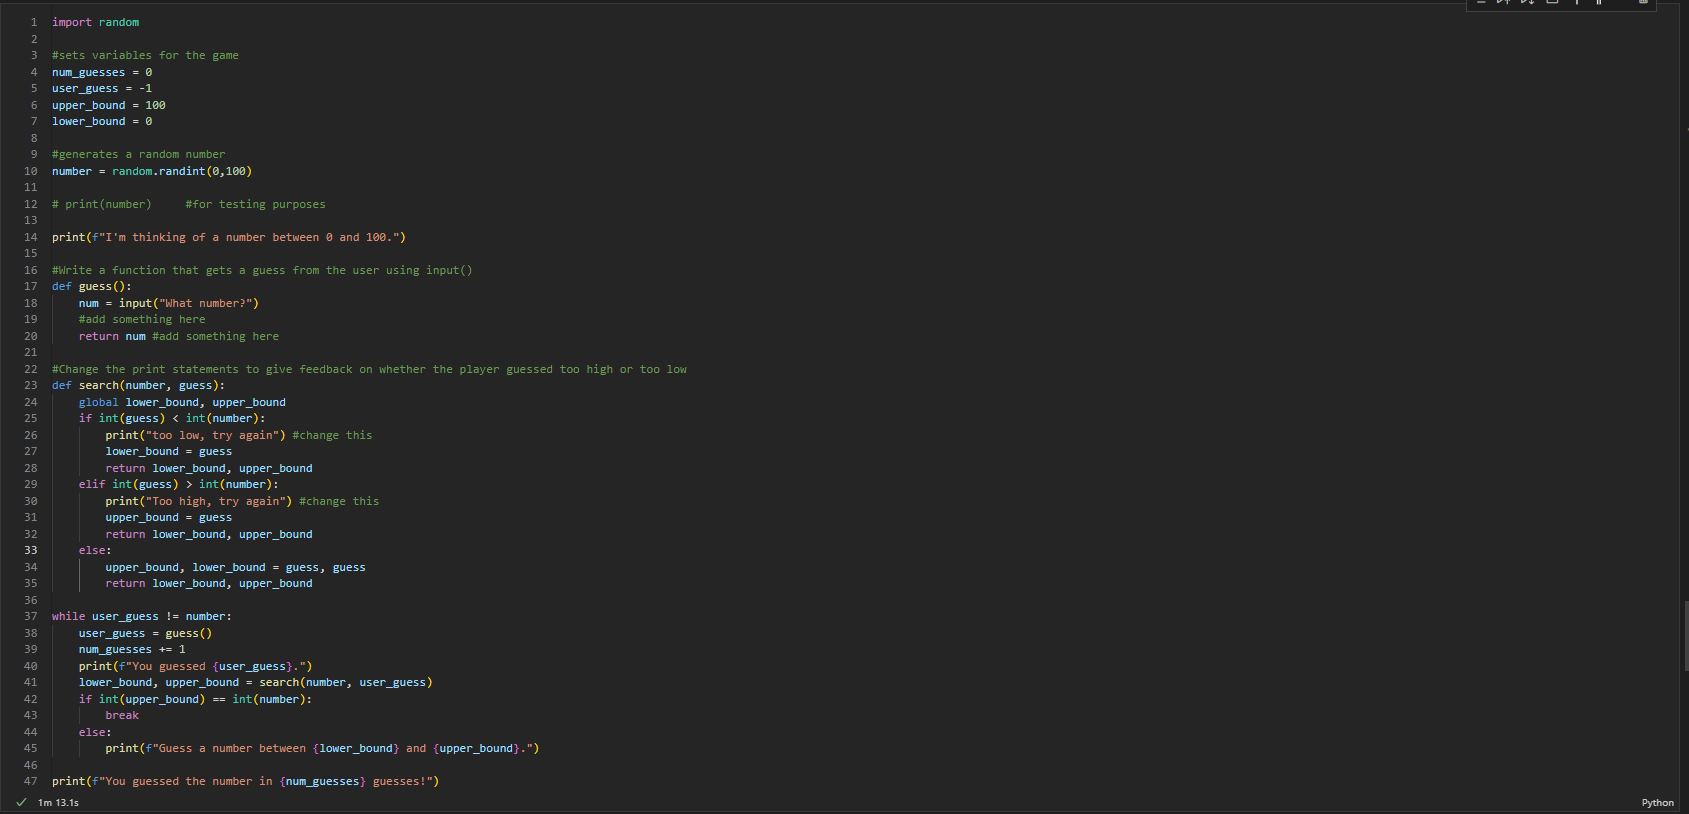 1 import random
2
3 #sets variables for the game
4 num_guesses = 0
5 user_guess = -1
6 upper_bound = 100
7 lower_bound = 0
8
9 #generates a random number
10 number = random.randint(0,100)
11
12 # print(number)     #for testing purposes
13
14 print(f"I'm thinking of a number between 0 and 100.")
15
16 #Write a function that gets a guess from the user using input()
17 def guess():
18     num = input("What number?")
19     #add something here
20     return num #add something here
21
22 #Change the print statements to give feedback on whether the player guessed too high or too low
23 def search(number, guess):
24     global lower_bound, upper_bound
25     if int(guess) < int(number):
26         print("too low, try again") #change this
27         lower_bound = guess
28         return lower_bound, upper_bound
29     elif int(guess) > int(number):
30         print("Too high, try again") #change this
31         upper_bound = guess
32         return lower_bound, upper_bound
33     else:
34         upper_bound, lower_bound = guess, guess
35         return lower_bound, upper_bound
36
37 while user_guess != number:
38     user_guess = guess()
39     num_guesses += 1
40     print(f"You guessed {user_guess}.")
41     lower_bound, upper_bound = search(number, user_guess)
42     if int(upper_bound) == int(number):
43         break
44     else:
45         print(f"Guess a number between {lower_bound} and {upper_bound}.")
46
47 print(f"You guessed the number in {num_guesses} guesses!")
1m 13.1s
Python